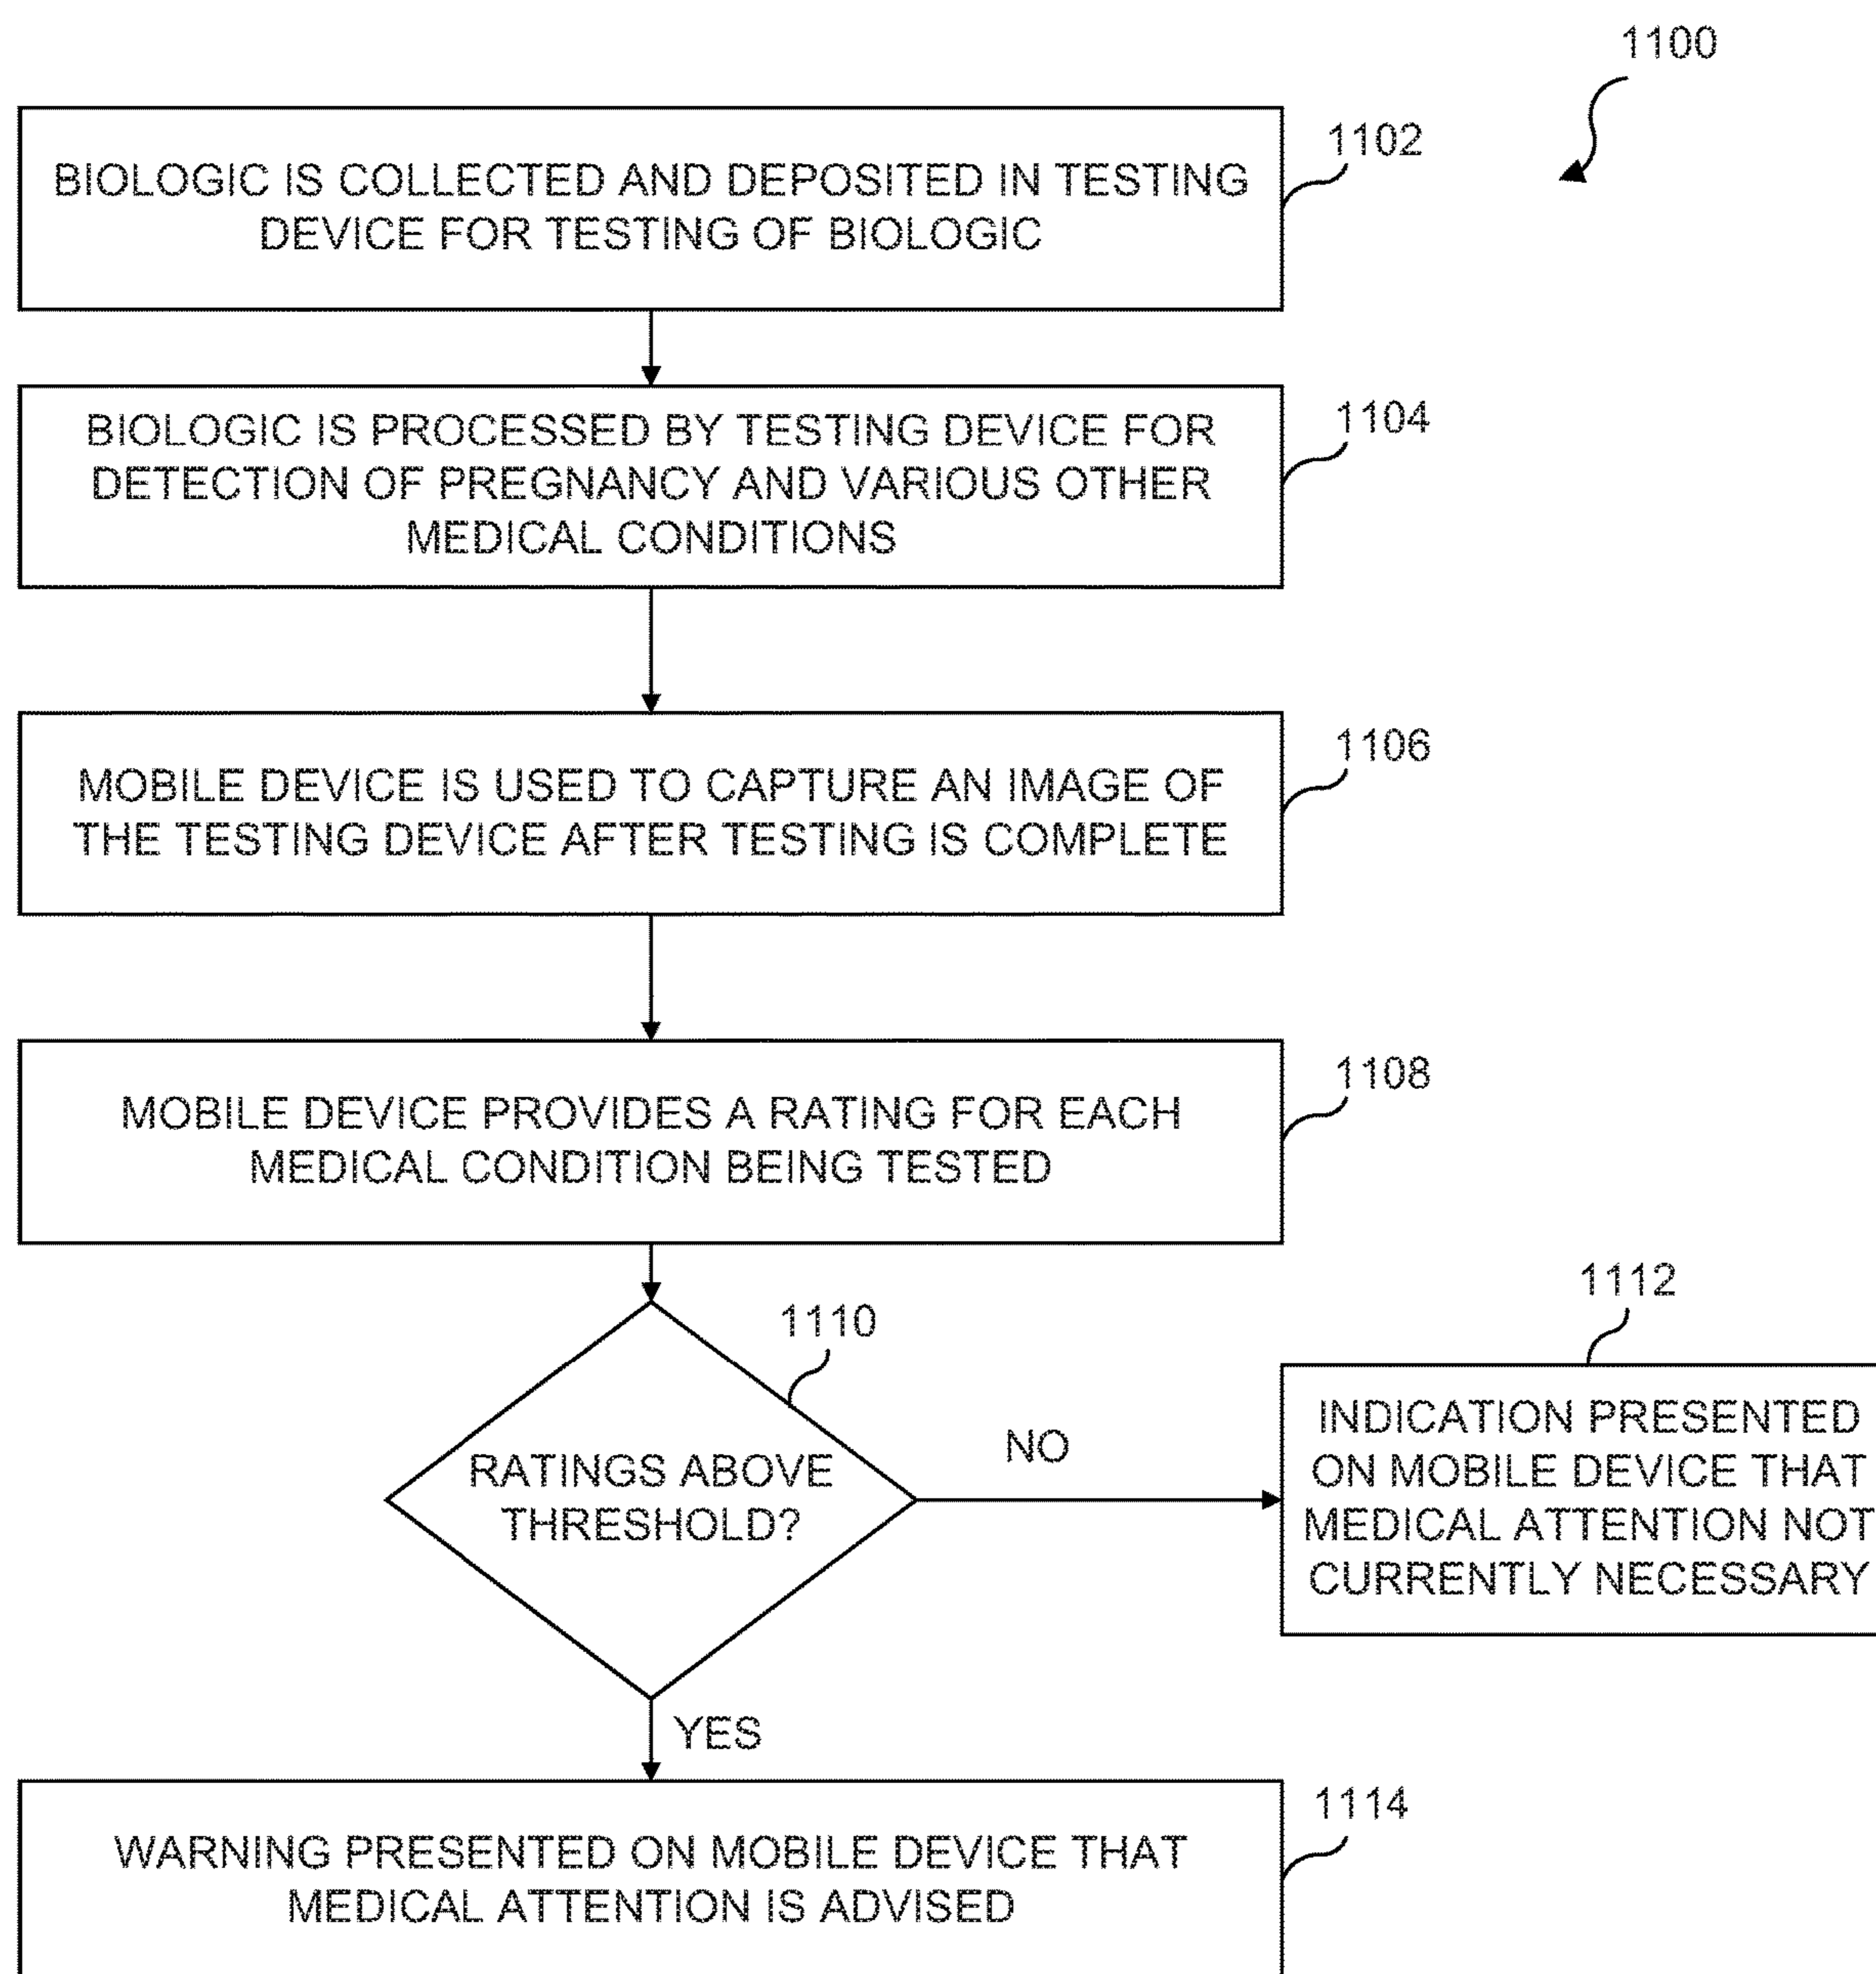 1100
BIOLOGIC IS COLLECTED AND DEPOSITED IN TESTING
DEVICE FOR TESTING OF BIOLOGIC
1102
BIOLOGIC IS PROCESSED BY TESTING DEVICE FOR
DETECTION OF PREGNANCY AND VARIOUS OTHER
MEDICAL CONDITIONS
1104
MOBILE DEVICE IS USED TO CAPTURE AN IMAGE OF
THE TESTING DEVICE AFTER TESTING IS COMPLETE
1106
MOBILE DEVICE PROVIDES A RATING FOR EACH
MEDICAL CONDITION BEING TESTED
1108
RATINGS ABOVE
THRESHOLD?
1110
NO
1112
INDICATION PRESENTED
ON MOBILE DEVICE THAT
MEDICAL ATTENTION NOT
CURRENTLY NECESSARY
YES
WARNING PRESENTED ON MOBILE DEVICE THAT
MEDICAL ATTENTION IS ADVISED
1114